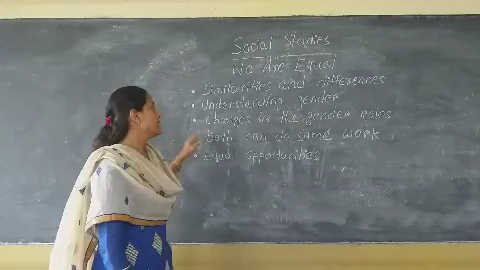 Social Studies
We Are Equal
• Similarities and differences
• Understanding gender
• Changes in the gender roles
• Both can do same work
• Equal opportunities